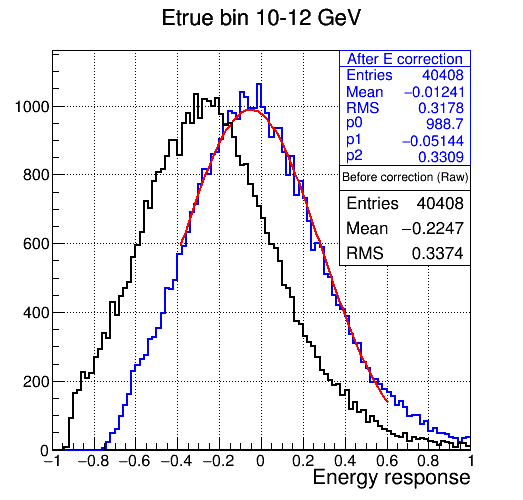 Etrue bin 10-12 GeV
After E correction
Entries 40408
Mean −0.01241
RMS 0.3178
p0 988.7
p1 −0.05144
p2 0.3309
Before correction (Raw)
Entries 40408
Mean −0.2247
RMS 0.3374
1000
800
600
400
200
0
−1 −0.8 −0.6 −0.4 −0.2 0 0.2 0.4 0.6 0.8 1
Energy response